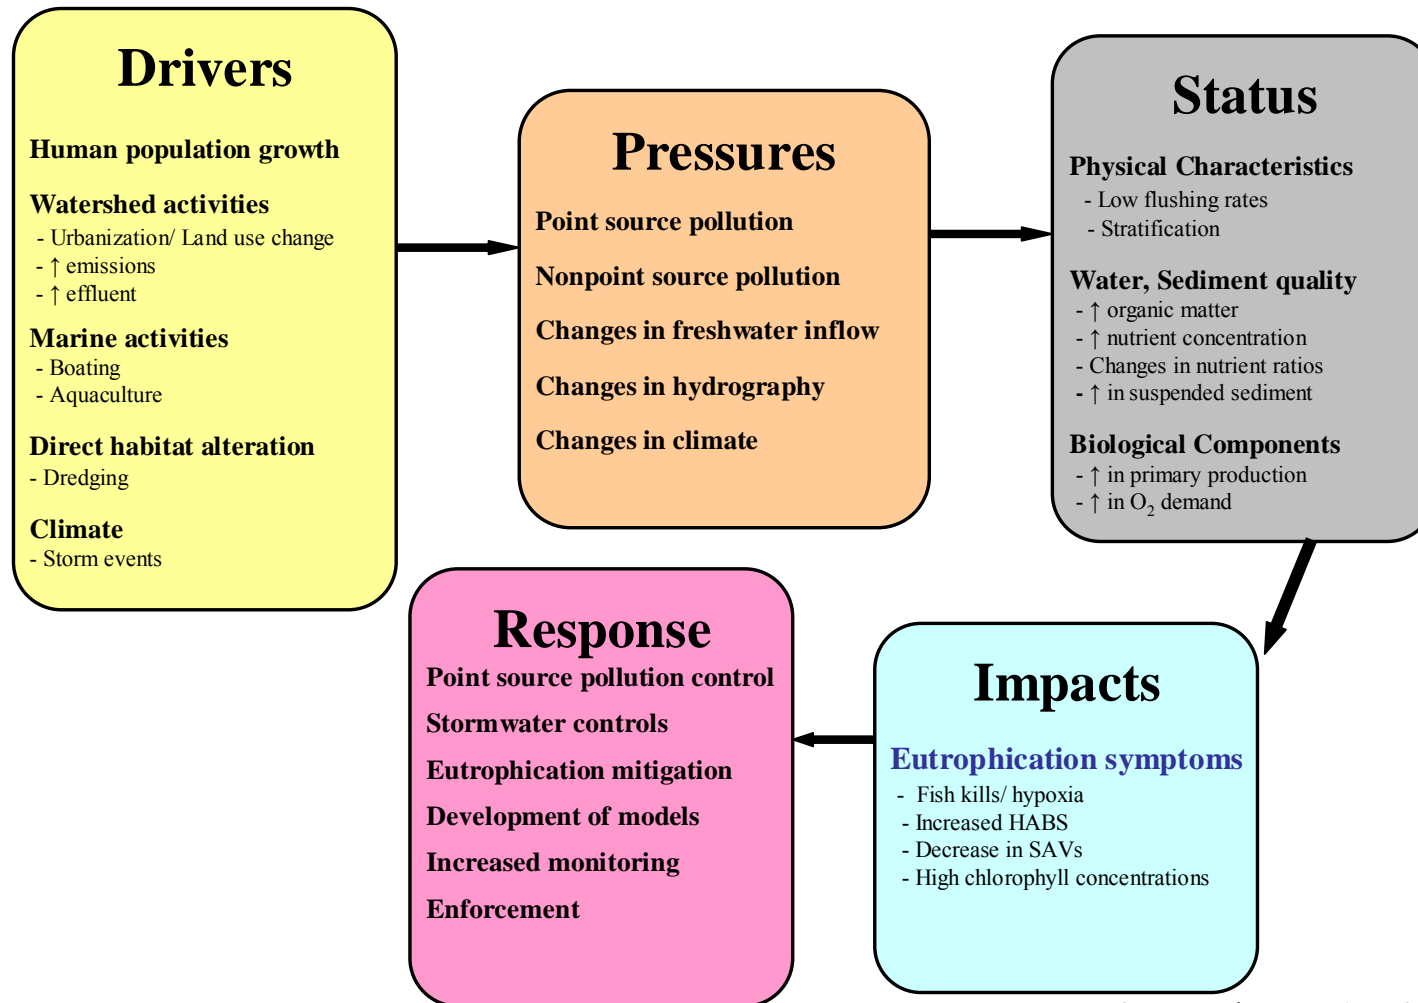 Drivers
Human population growth
Watershed activities
- Urbanization/ Land use change
- ↑ emissions
- ↑ effluent
Marine activities
- Boating
- Aquaculture
Direct habitat alteration
- Dredging
Climate
- Storm events
Pressures
Point source pollution
Nonpoint source pollution
Changes in freshwater inflow
Changes in hydrography
Changes in climate
Status
Physical Characteristics
- Low flushing rates
- Stratification
Water, Sediment quality
- ↑ organic matter
- ↑ nutrient concentration
- Changes in nutrient ratios
- ↑ in suspended sediment
Biological Components
- ↑ in primary production
- ↑ in O₂ demand
Impacts
Eutrophication symptoms
- Fish kills/ hypoxia
- Increased HABS
- Decrease in SAVs
- High chlorophyll concentrations
Response
Point source pollution control
Stormwater controls
Eutrophication mitigation
Development of models
Increased monitoring
Enforcement